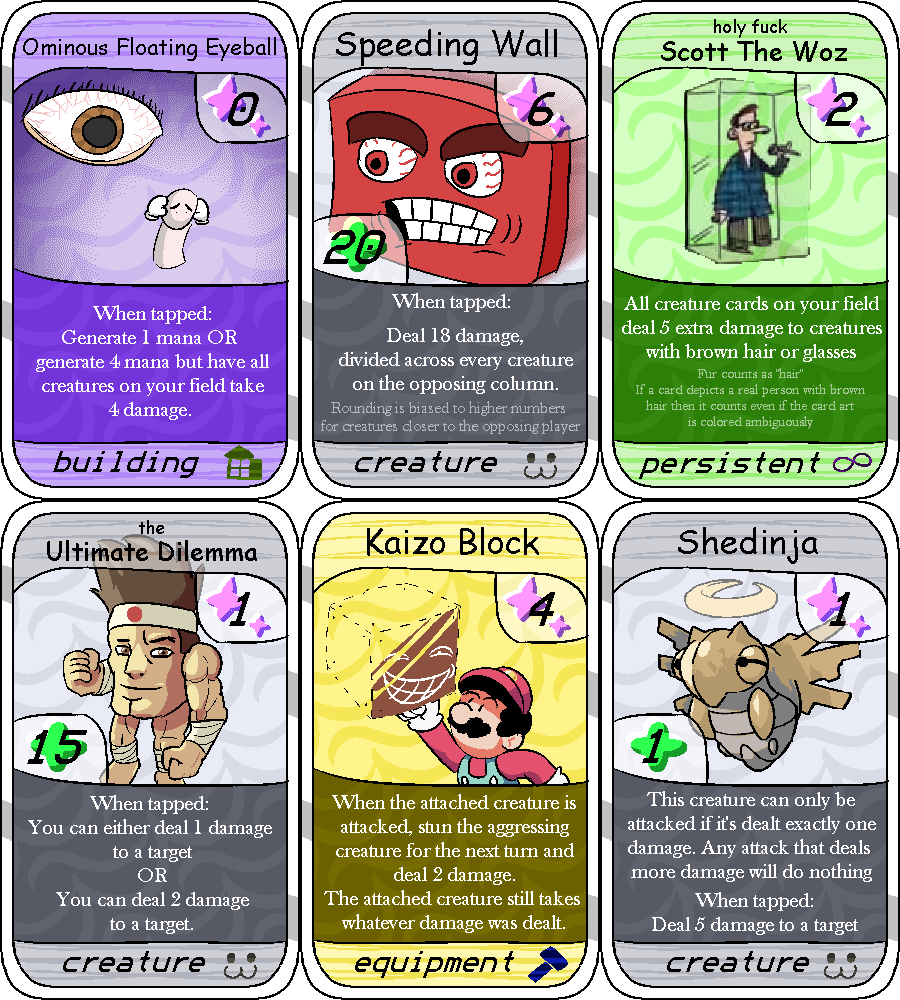 Ominous Floating Eyeball
0
When tapped:
Generate 1 mana OR
generate 4 mana but have all
creatures on your field take
4 damage.
building
Speeding Wall
6
20
When tapped:
Deal 18 damage,
divided across every creature
on the opposing column.
Rounding is biased to higher numbers
for creatures closer to the opposing player
creature
holy fuck
Scott The Woz
2
All creature cards on your field
deal 5 extra damage to creatures
with brown hair or glasses
Fur counts as "hair"
If a card depicts a real person with brown
hair then it counts even if the card art
is colored ambiguously
persistent
the
Ultimate Dilemma
1
15
When tapped:
You can either deal 1 damage
to a target
OR
You can deal 2 damage
to a target.
creature
Kaizo Block
4
When the attached creature is
attacked, stun the aggressing
creature for the next turn and
deal 2 damage.
The attached creature still takes
whatever damage was dealt.
equipment
Shedinja
1
1
This creature can only be
attacked if it's dealt exactly one
damage. Any attack that deals
more damage will do nothing
When tapped:
Deal 5 damage to a target
creature